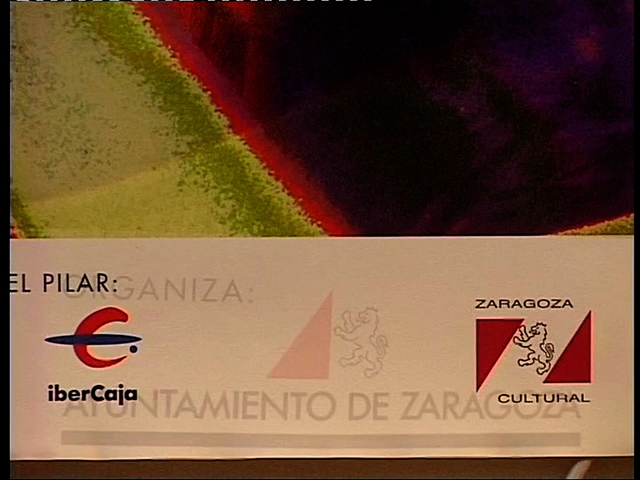 EL PILAR:
ORGANIZA:
ZARAGOZA
iberCaja
CULTURAL
AYUNTAMIENTO DE ZARAGOZA